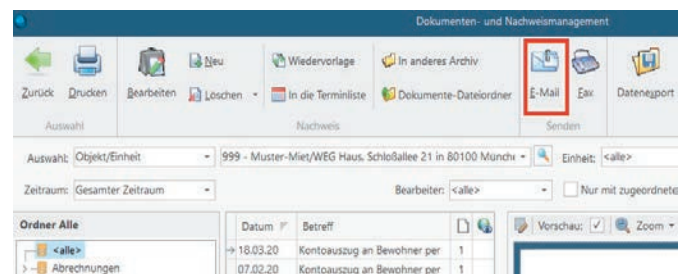 Dokumenten- und Nachweismanagement
Zurück Drucken Bearbeiten Neu Löschen Wiedervorlage In die Terminliste In anderes Archiv Dokumente-Dateiordner E-Mail Fax Datenexport
Auswahl Nachweis Senden
Auswahl: Objekt/Einheit 999 - Muster-Miet/WEG Haus, Schloßallee 21 in 80100 Münche Einheit: <alle>
Zeitraum: Gesamter Zeitraum Bearbeiter: <alle> Nur mit zugeordnete
Ordner Alle Datum Betreff Vorschau: Zoom
<alle> 18.03.20 Kontoauszug an Bewohner per 1
Abrechnungen 07.02.20 Kontoauszug an Bewohner per 1